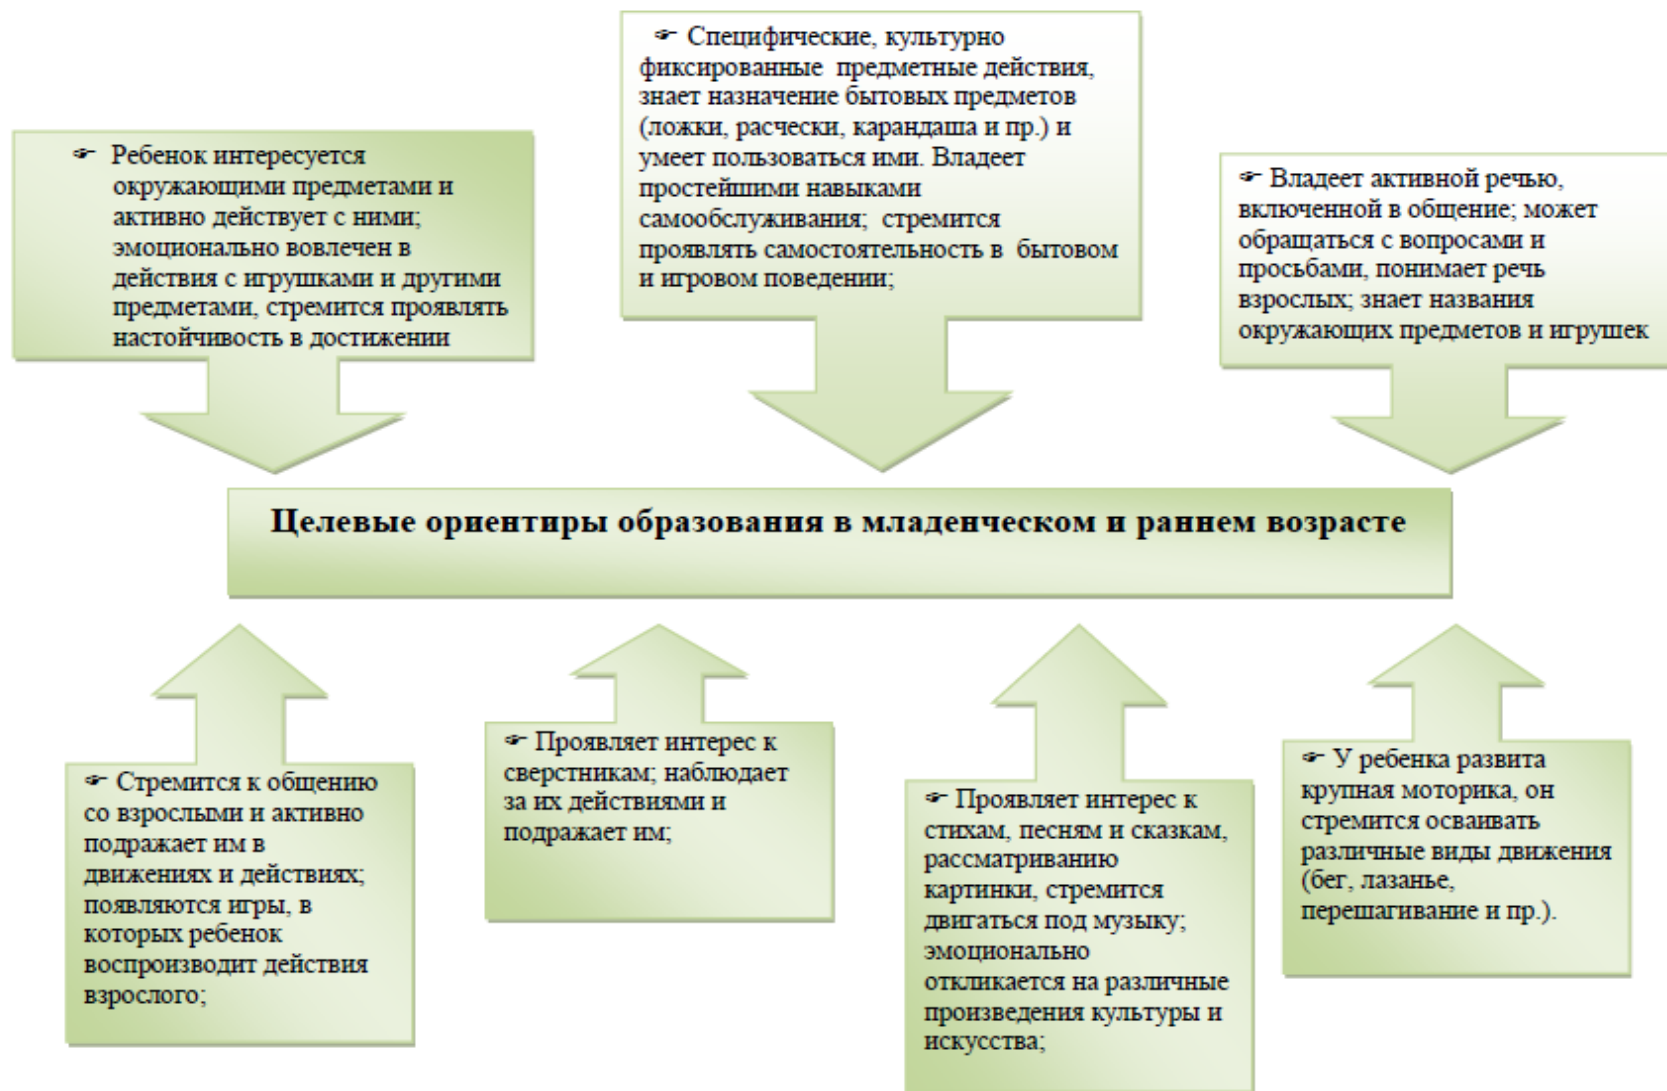 ☞ Ребенок интересуется
окружающими предметами и
активно действует с ними;
эмоционально вовлечен в
действия с игрушками и другими
предметами, стремится проявлять
настойчивость в достижении
☞ Специфические, культурно
фиксированные предметные действия,
знает назначение бытовых предметов
(ложки, расчески, карандаша и пр.) и
умеет пользоваться ими. Владеет
простейшими навыками
самообслуживания; стремится
проявлять самостоятельность в бытовом
и игровом поведении;
☞ Владеет активной речью,
включенной в общение; может
обращаться с вопросами и
просьбами, понимает речь
взрослых; знает названия
окружающих предметов и игрушек
Целевые ориентиры образования в младенческом и раннем возрасте
☞ Стремится к общению
со взрослыми и активно
подражает им в
движениях и действиях;
появляются игры, в
которых ребенок
воспроизводит действия
взрослого;
☞ Проявляет интерес к
сверстникам; наблюдает
за их действиями и
подражает им;
☞ Проявляет интерес к
стихам, песням и сказкам,
рассматриванию
картинки, стремится
двигаться под музыку;
эмоционально
откликается на различные
произведения культуры и
искусства;
☞ У ребенка развита
крупная моторика, он
стремится осваивать
различные виды движения
(бег, лазанье,
перешагивание и пр.).